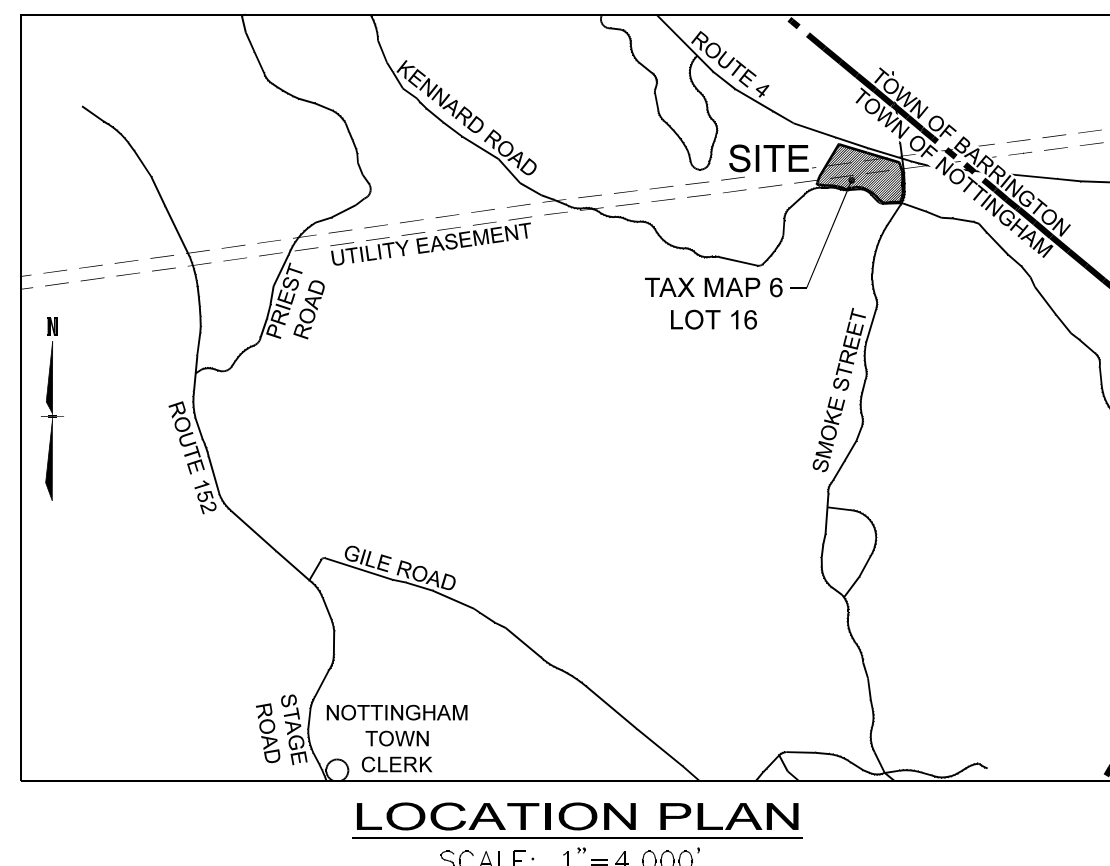 ROUTE 4
KENNARD ROAD
TOWN OF BARRINGTON
TOWN OF NOTTINGHAM
SITE
UTILITY EASEMENT
PRIEST
ROAD
TAX MAP 6
LOT 16
N
SMOKE STREET
ROUTE 152
GILE ROAD
STAGE
ROAD
NOTTINGHAM
TOWN
CLERK
LOCATION PLAN
SCALE: 1"=4,000'